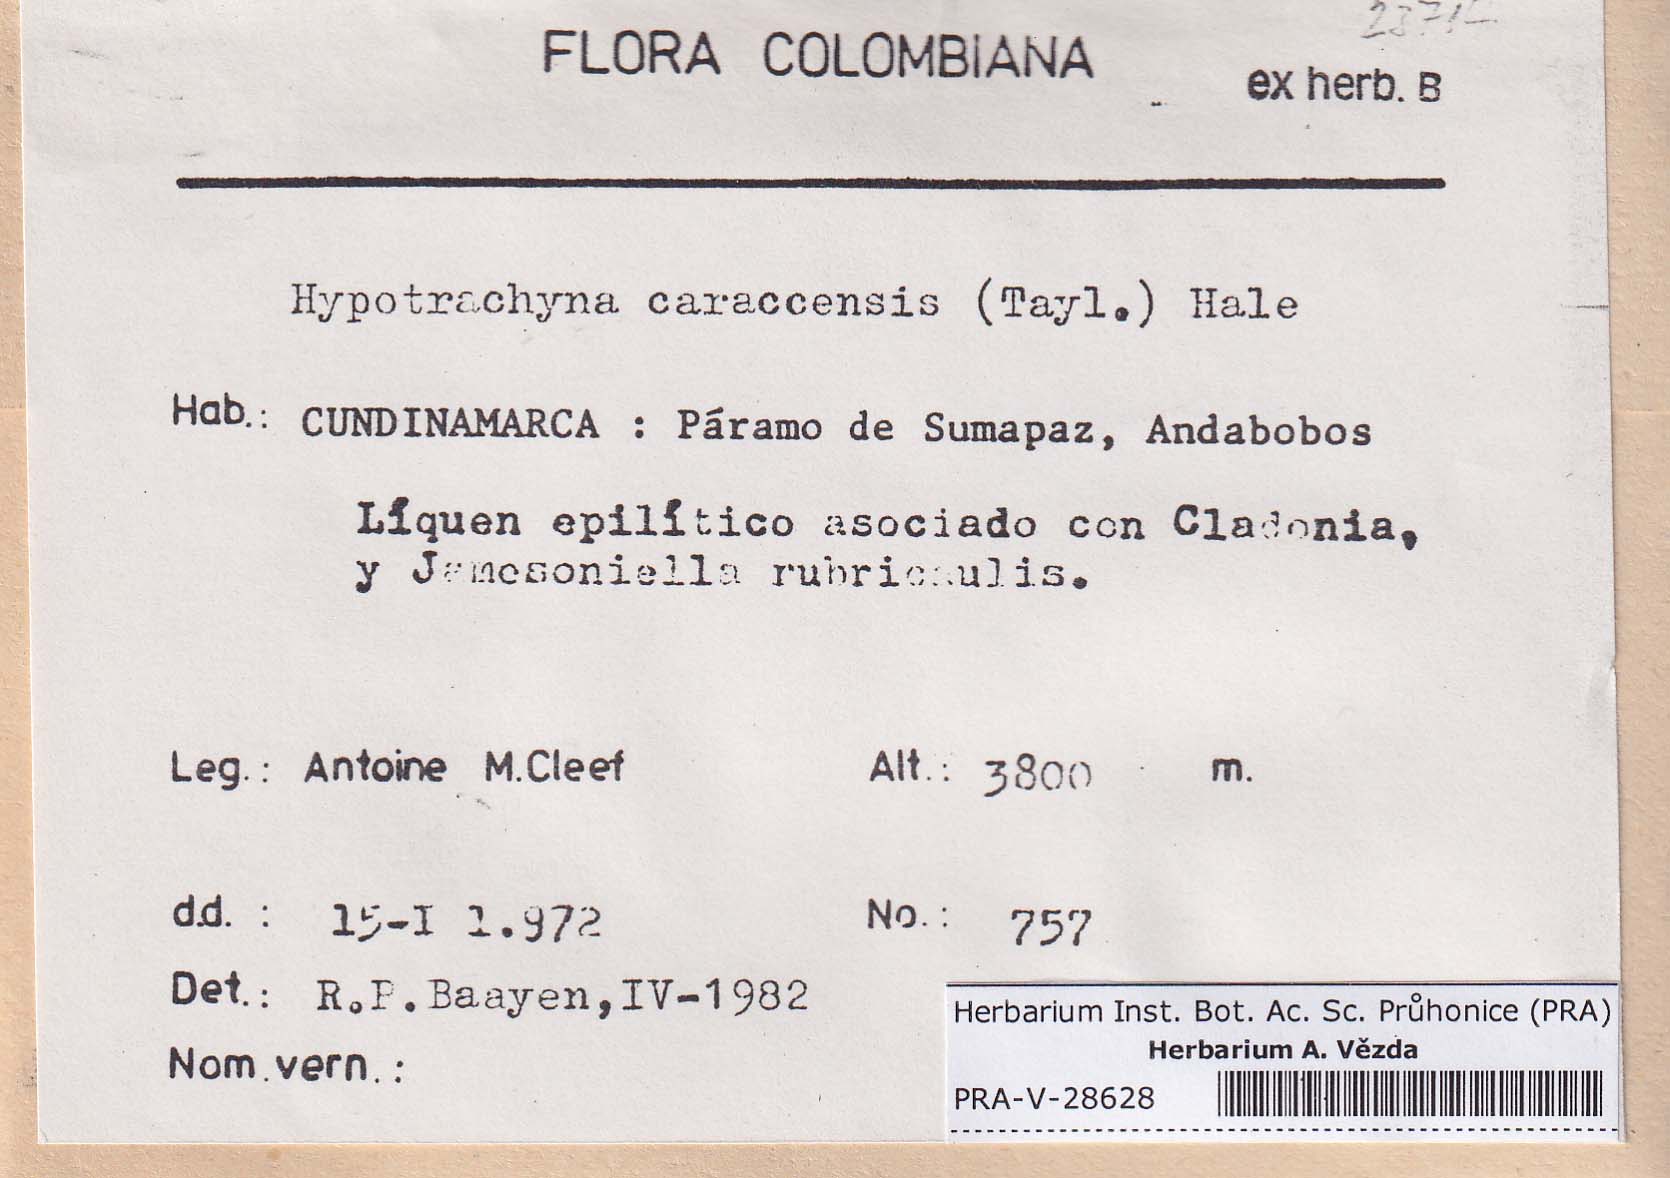 FLORA COLOMBIANA
ex herb. B
Hypotrachyna caraccensis (Tayl.) Hale
Hab.: CUNDINAMARCA : Páramo de Sumapaz, Andabobos
Líquen epilítico asociado con Cladonia,
y Jamesoniella rubricaulis.
Leg.: Antoine M.Cleef Alt.: 3800 m.
d.d. : 15-I 1.972 No.: 757
Det.: R.P.Baayen,IV-1982
Nom.vern.:
Herbarium Inst. Bot. Ac. Sc. Průhonice (PRA)
Herbarium A. Vězda
PRA-V-28628